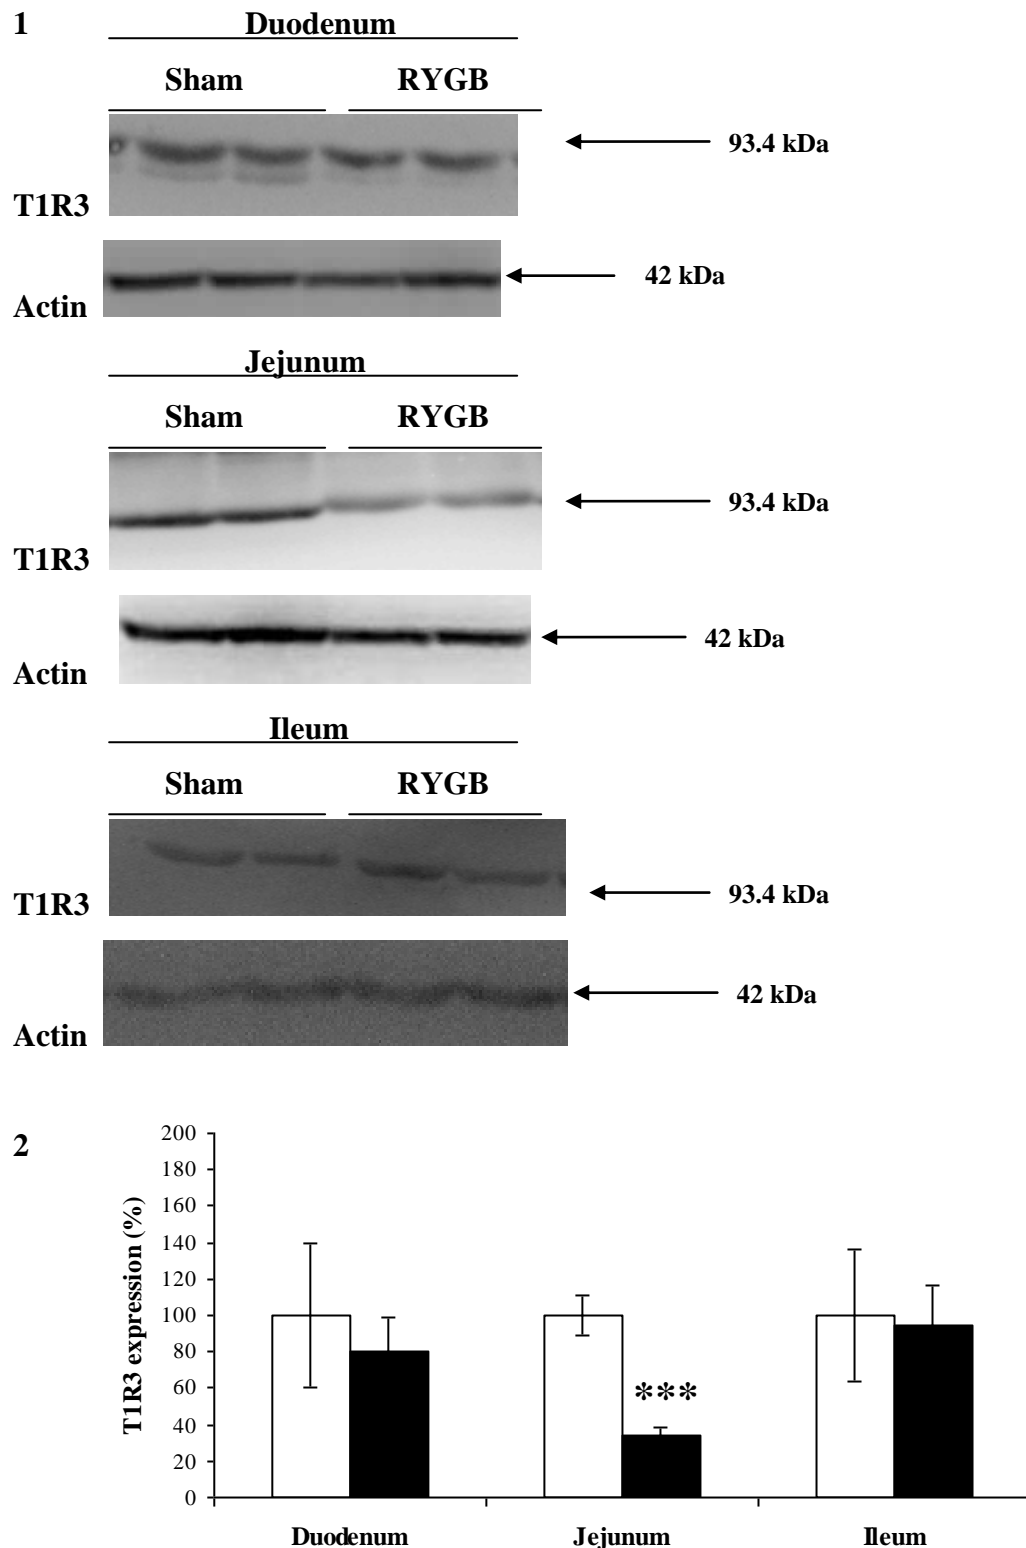 1
Duodenum
Sham RYGB
93.4 kDa
T1R3
42 kDa
Actin
Jejunum
Sham RYGB
93.4 kDa
T1R3
42 kDa
Actin
Ileum
Sham RYGB
93.4 kDa
T1R3
42 kDa
Actin
2
T1R3 expression (%)
200
180
160
140
120
100
80
60
40
20
0
***
Duodenum Jejunum Ileum